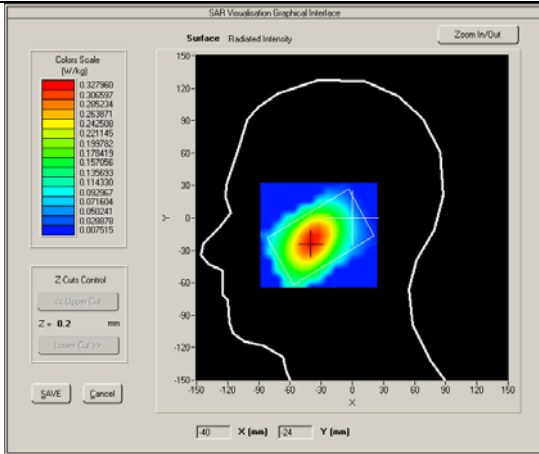 SAR Visualisation Graphical Interface
Surface Radiated Intensity
Zoom In/Out
Colors Scale
(W/kg)
0.327960
0.306597
0.285234
0.263871
0.242508
0.221145
0.199782
0.178419
0.157056
0.135693
0.114330
0.092967
0.071604
0.050241
0.028878
0.007515
150
120
90
60
30
0
-30
-60
-90
-120
-150
Y
-150 -120 -90 -60 -30 0 30 60 90 120 150
X
Z Cuts Control
<< Upper Cut
Z = 0.2 mm
Lower Cut >>
SAVE Cancel
-40 X (mm) -24 Y (mm)